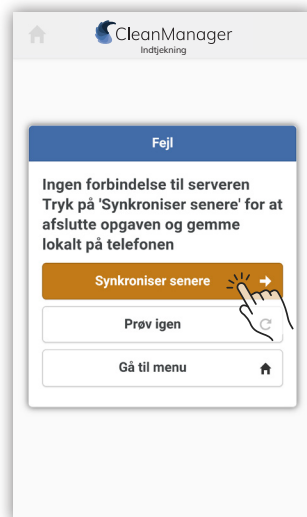 CleanManager
Indtjekning
Fejl
Ingen forbindelse til serveren
Tryk på 'Synkroniser senere' for at
afslutte opgaven og gemme
lokalt på telefonen
Synkroniser senere
Prøv igen
Gå til menu